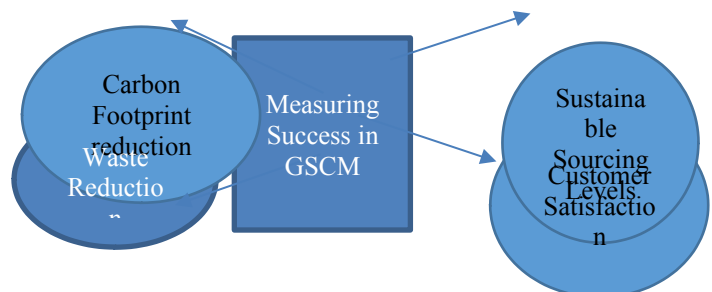 Carbon
Footprint
reduction
Waste
Reductio
n
Measuring
Success in
GSCM
Sustaina
ble
Sourcing
Levels
Customer
Satisfactio
n